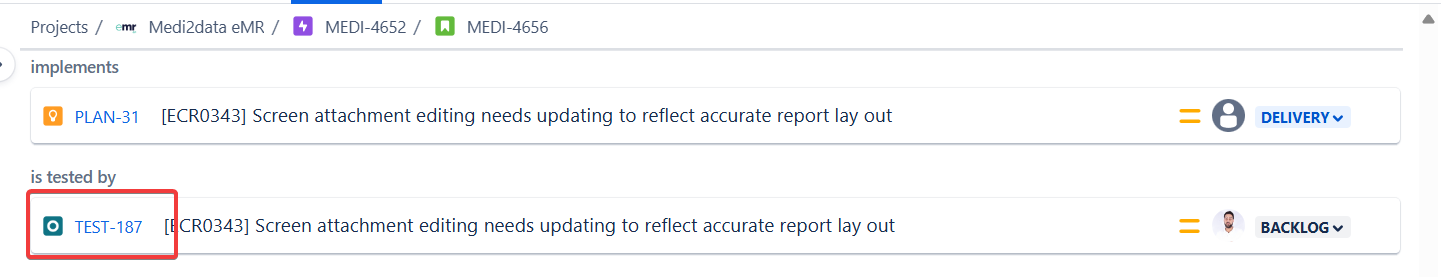 Projects / emr Medi2data eMR / MEDI-4652 / MEDI-4656
implements
PLAN-31 [ECR0343] Screen attachment editing needs updating to reflect accurate report lay out DELIVERY
is tested by
TEST-187 [ECR0343] Screen attachment editing needs updating to reflect accurate report lay out BACKLOG